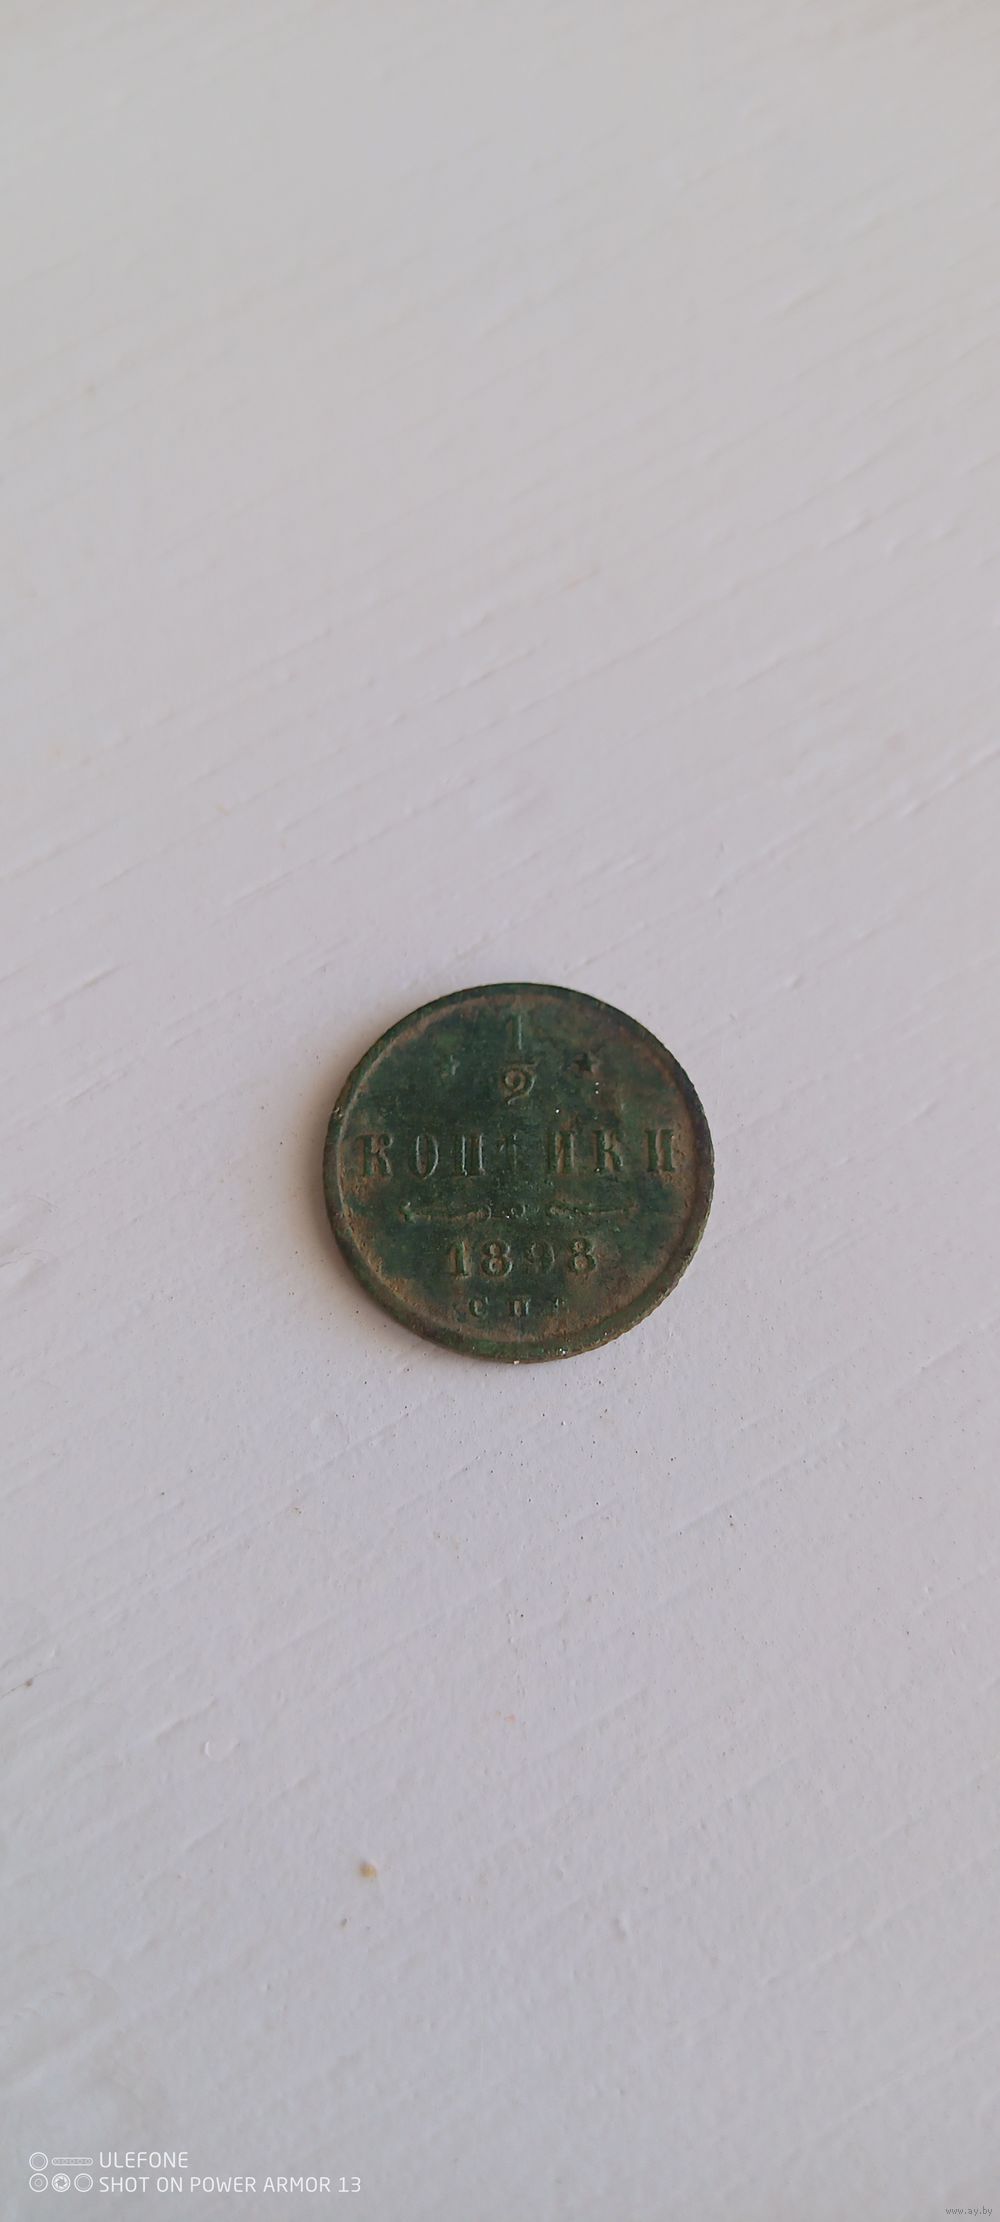 1
2
КОПѢЙКИ
1898
С П
ULEFONE
SHOT ON POWER ARMOR 13
www.ay.by